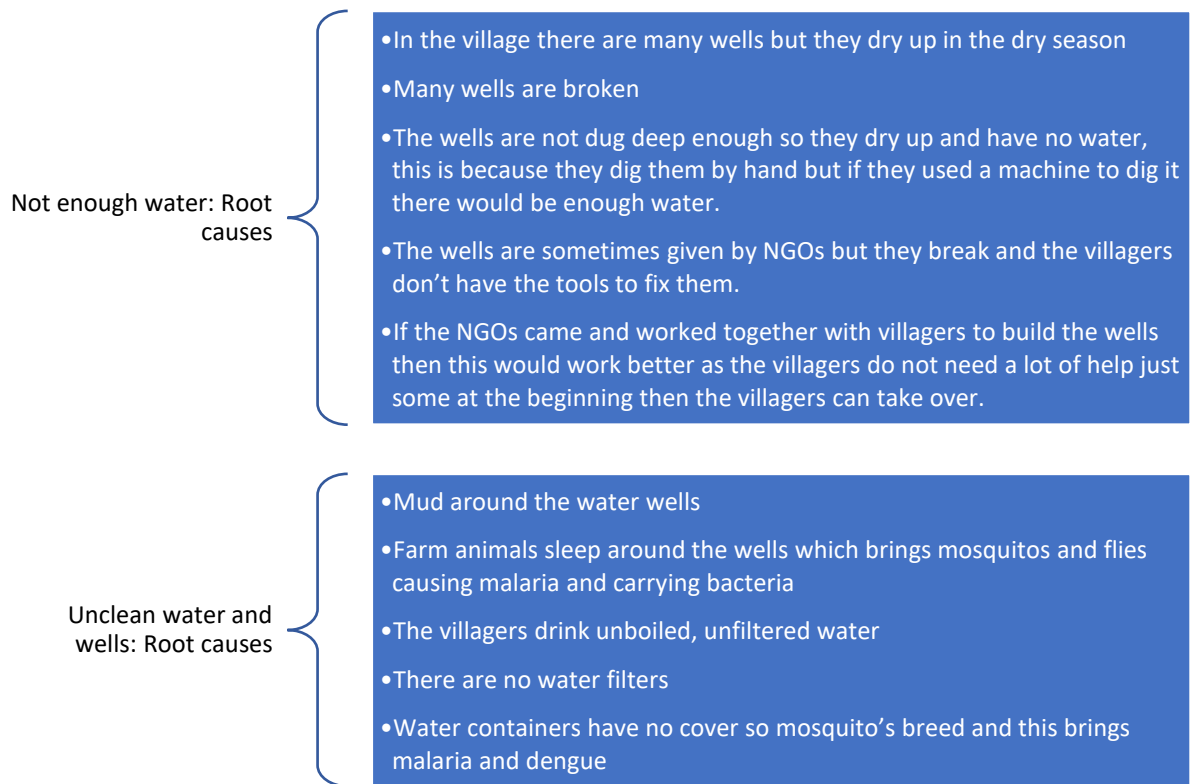 Not enough water: Root
causes
•In the village there are many wells but they dry up in the dry season
•Many wells are broken
•The wells are not dug deep enough so they dry up and have no water,
this is because they dig them by hand but if they used a machine to dig it
there would be enough water.
•The wells are sometimes given by NGOs but they break and the villagers
don’t have the tools to fix them.
•If the NGOs came and worked together with villagers to build the wells
then this would work better as the villagers do not need a lot of help just
some at the beginning then the villagers can take over.
Unclean water and
wells: Root causes
•Mud around the water wells
•Farm animals sleep around the wells which brings mosquitos and flies
causing malaria and carrying bacteria
•The villagers drink unboiled, unfiltered water
•There are no water filters
•Water containers have no cover so mosquito’s breed and this brings
malaria and dengue